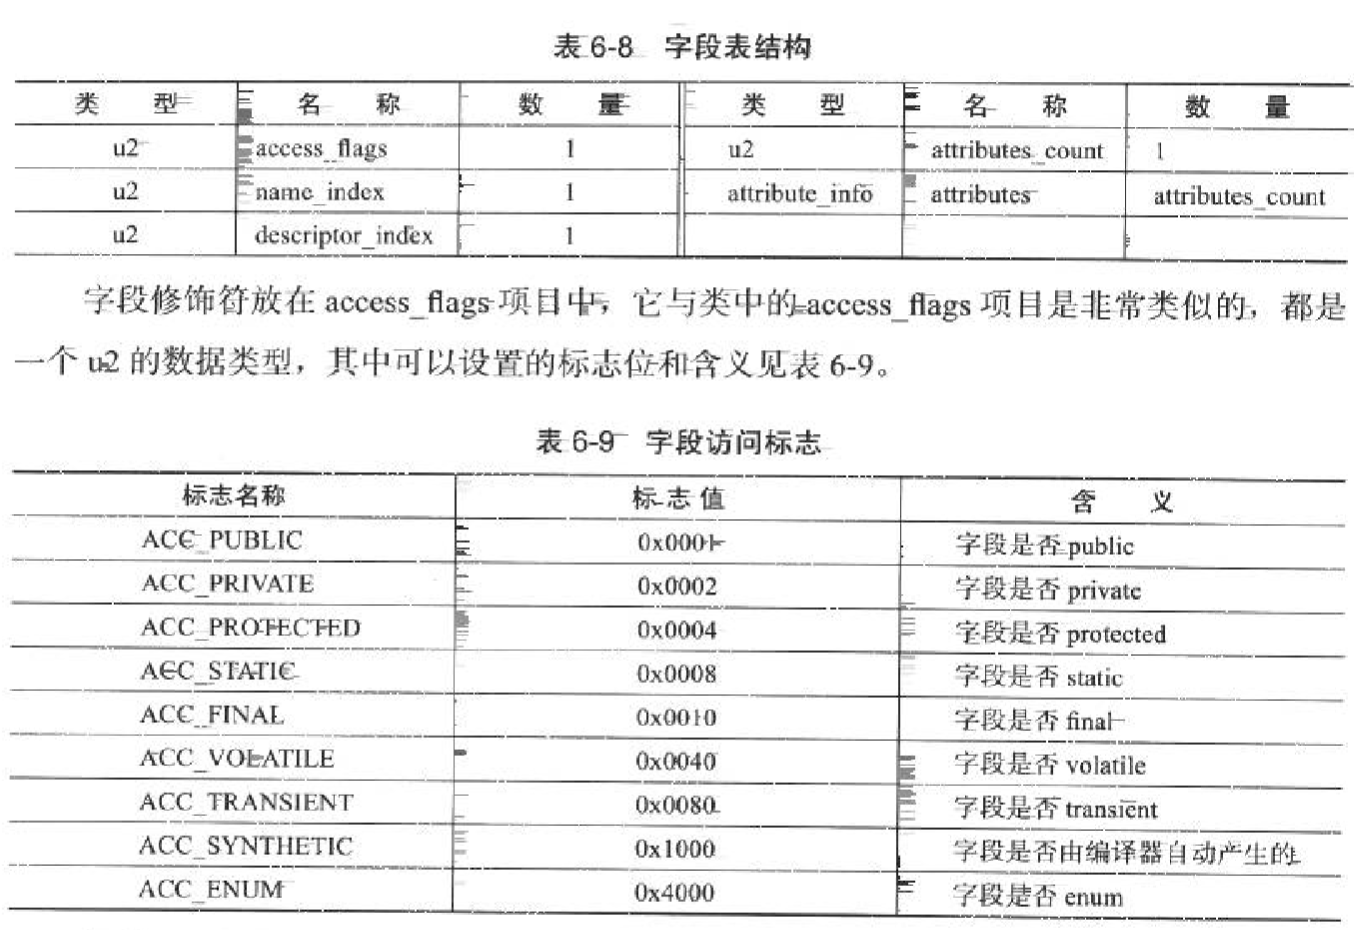 表 6-8 字段表结构
类 型 名 称 数 量 类 型 名 称 数 量
u2 access_flags 1 u2 attributes_count 1
u2 name_index 1 attribute_info attributes attributes_count
u2 descriptor_index 1
字段修饰符放在 access_flags 项目中，它与类中的 access_flags 项目是非常类似的，都是
一个 u2 的数据类型，其中可以设置的标志位和含义见表 6-9。
表 6-9 字段访问标志
标志名称 标 志 值 含 义
ACC_PUBLIC 0x0001 字段是否 public
ACC_PRIVATE 0x0002 字段是否 private
ACC_PROTECTED 0x0004 字段是否 protected
ACC_STATIC 0x0008 字段是否 static
ACC_FINAL 0x0010 字段是否 final
ACC_VOLATILE 0x0040 字段是否 volatile
ACC_TRANSIENT 0x0080 字段是否 transient
ACC_SYNTHETIC 0x1000 字段是否由编译器自动产生的
ACC_ENUM 0x4000 字段是否 enum